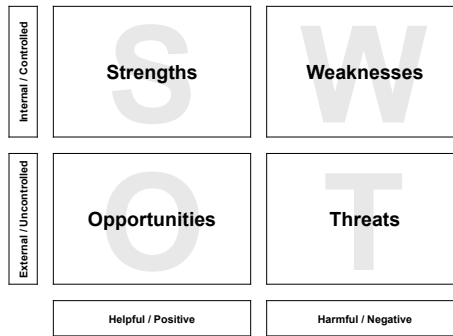 Internal / Controlled
S
Strengths
W
Weaknesses
External / Uncontrolled
O
Opportunities
T
Threats
Helpful / Positive
Harmful / Negative